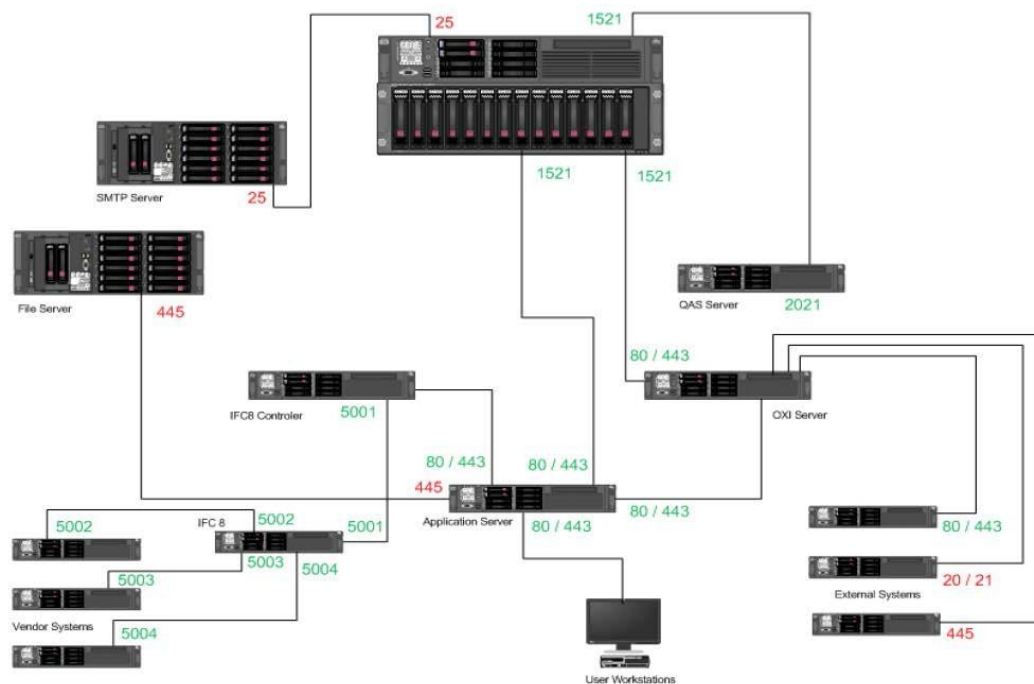 25
1521
1521
1521
SMTP Server
25
File Server
445
QAS Server
2021
80 / 443
OXI Server
IFC8 Controler
5001
80 / 443
80 / 443
445
Application Server
80 / 443
80 / 443
5002
IFC 8
5002
5001
5003
5003
5004
Vendor Systems
5004
80 / 443
20 / 21
External Systems
445
User Workstations